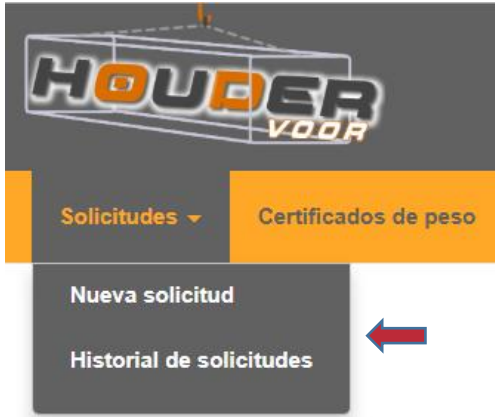 HOUDER
VOOR
Solicitudes Certificados de peso
Nueva solicitud
Historial de solicitudes